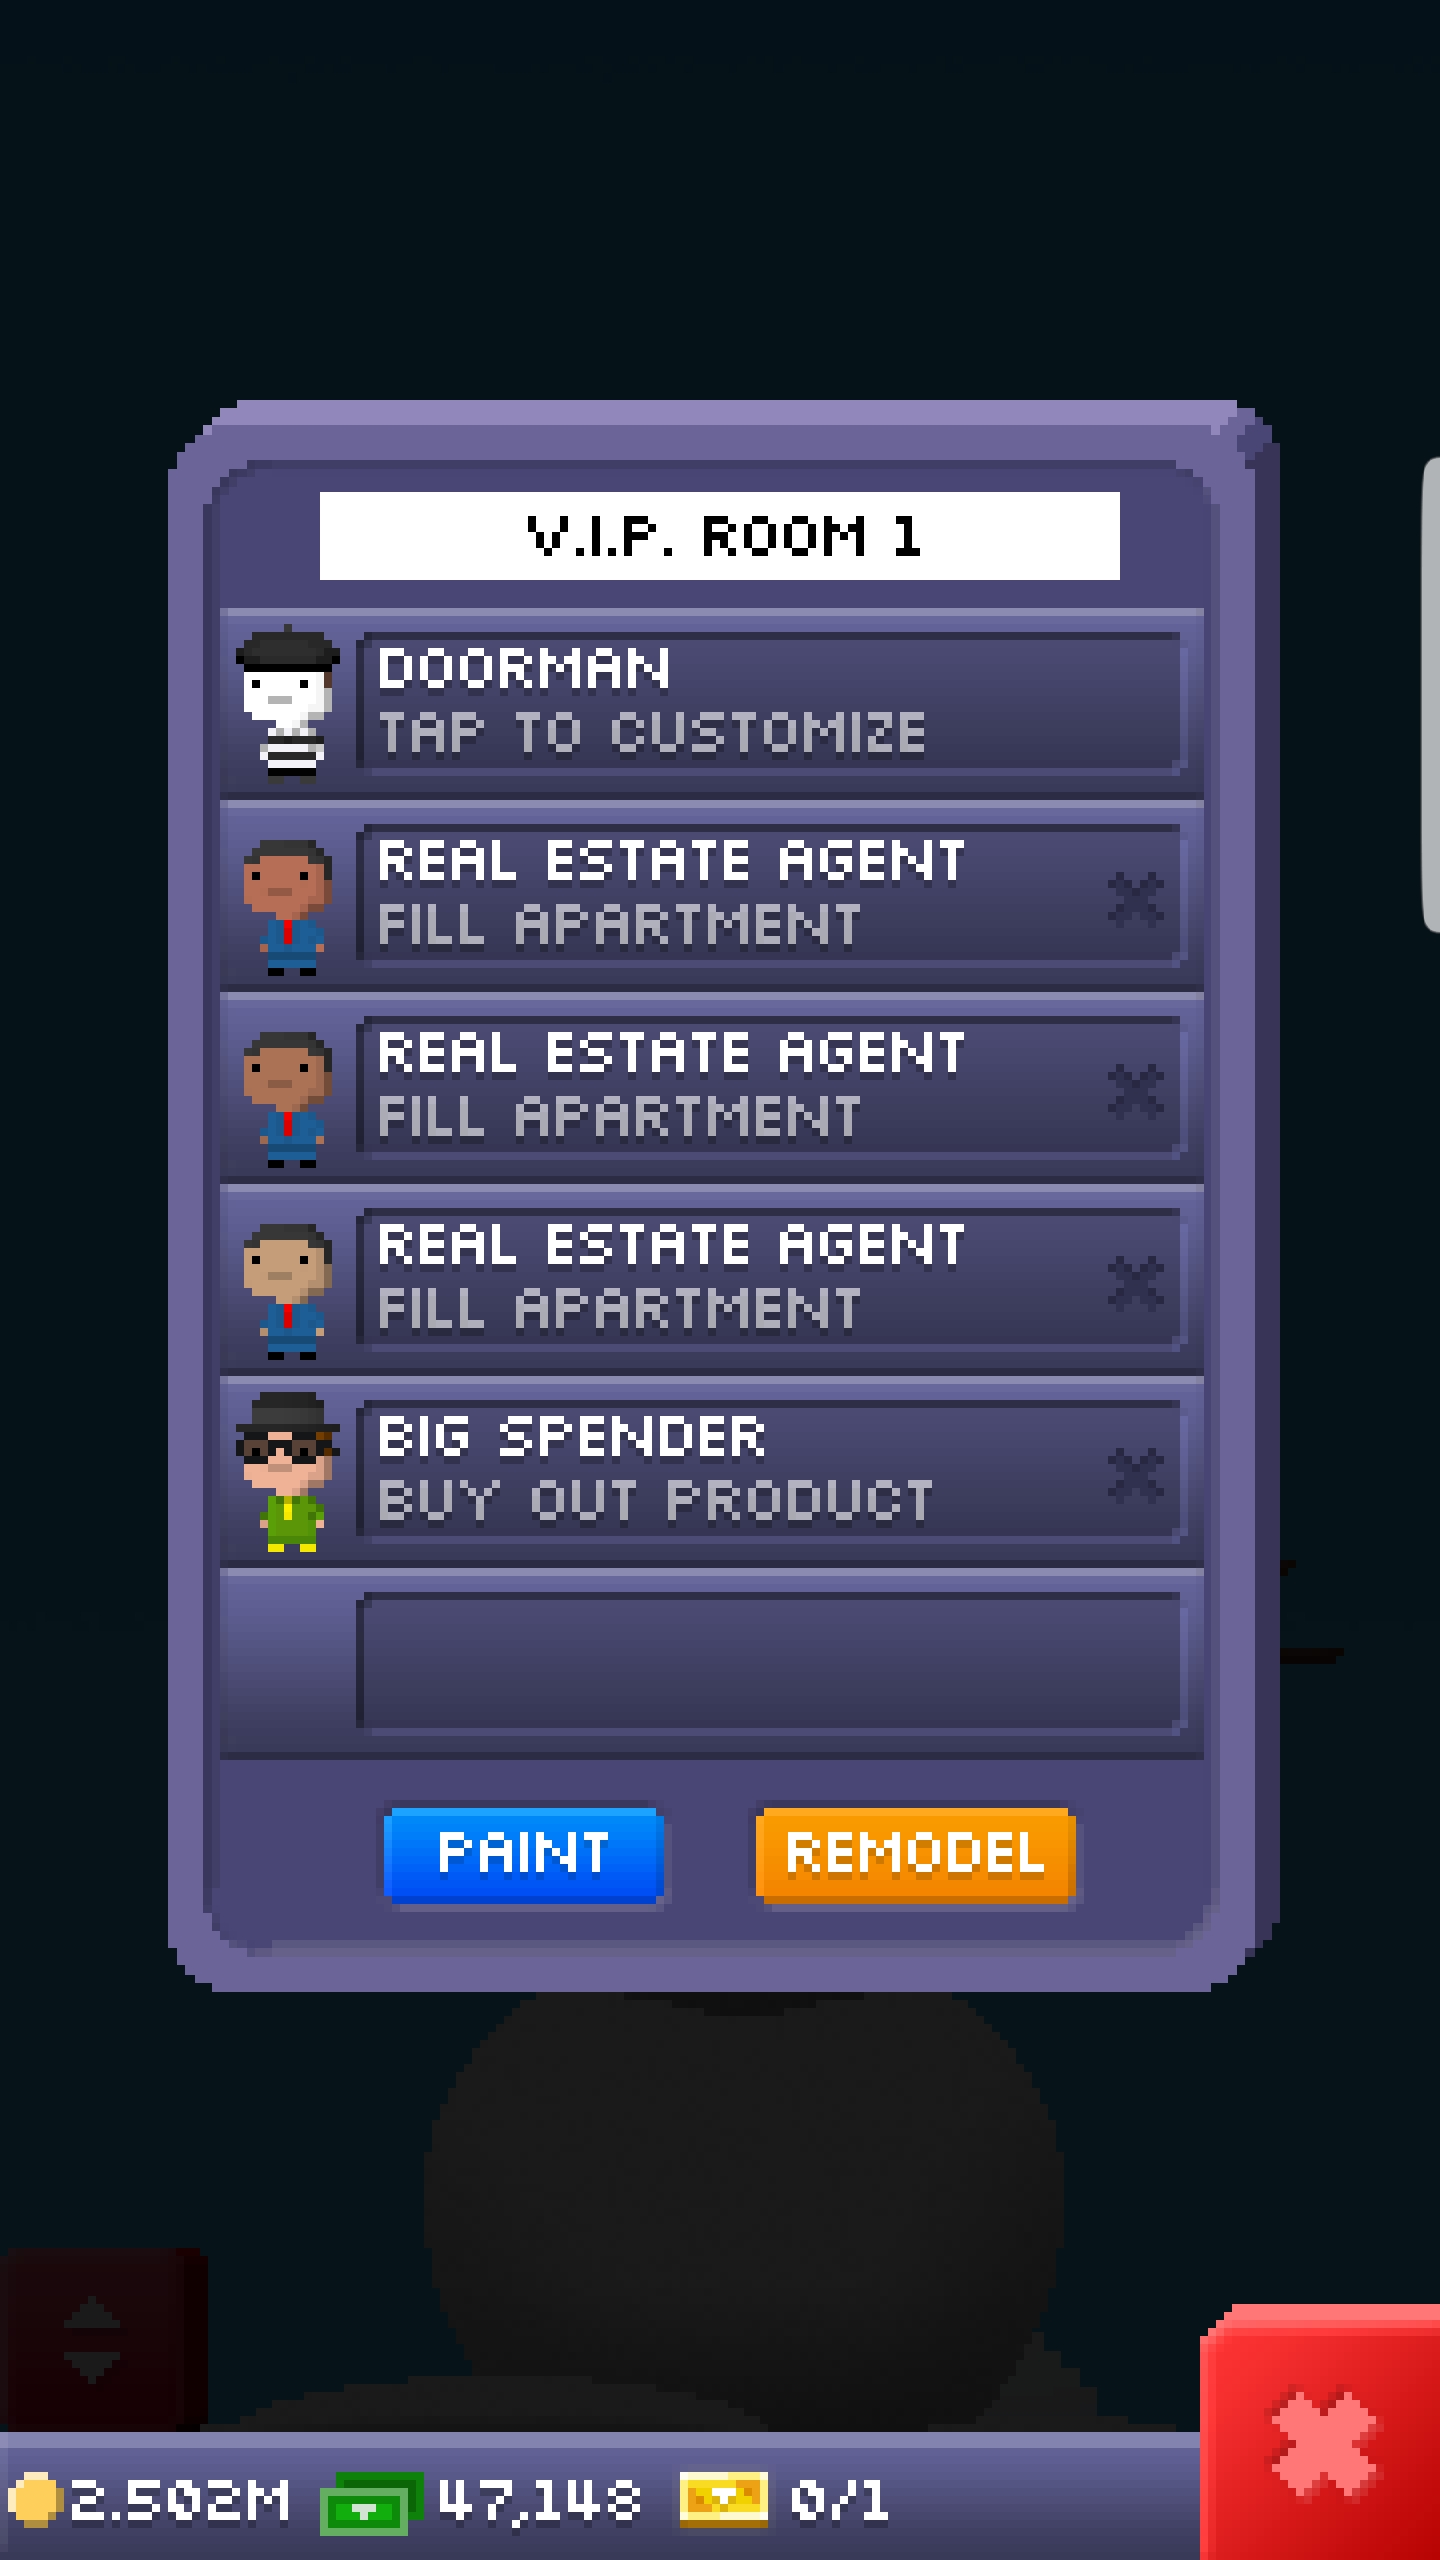 V.I.P. ROOM 1
DOORMAN
TAP TO CUSTOMIZE
REAL ESTATE AGENT
FILL APARTMENT
REAL ESTATE AGENT
FILL APARTMENT
REAL ESTATE AGENT
FILL APARTMENT
BIG SPENDER
BUY OUT PRODUCT
PAINT REMODEL
2.502M 47,148 0/1